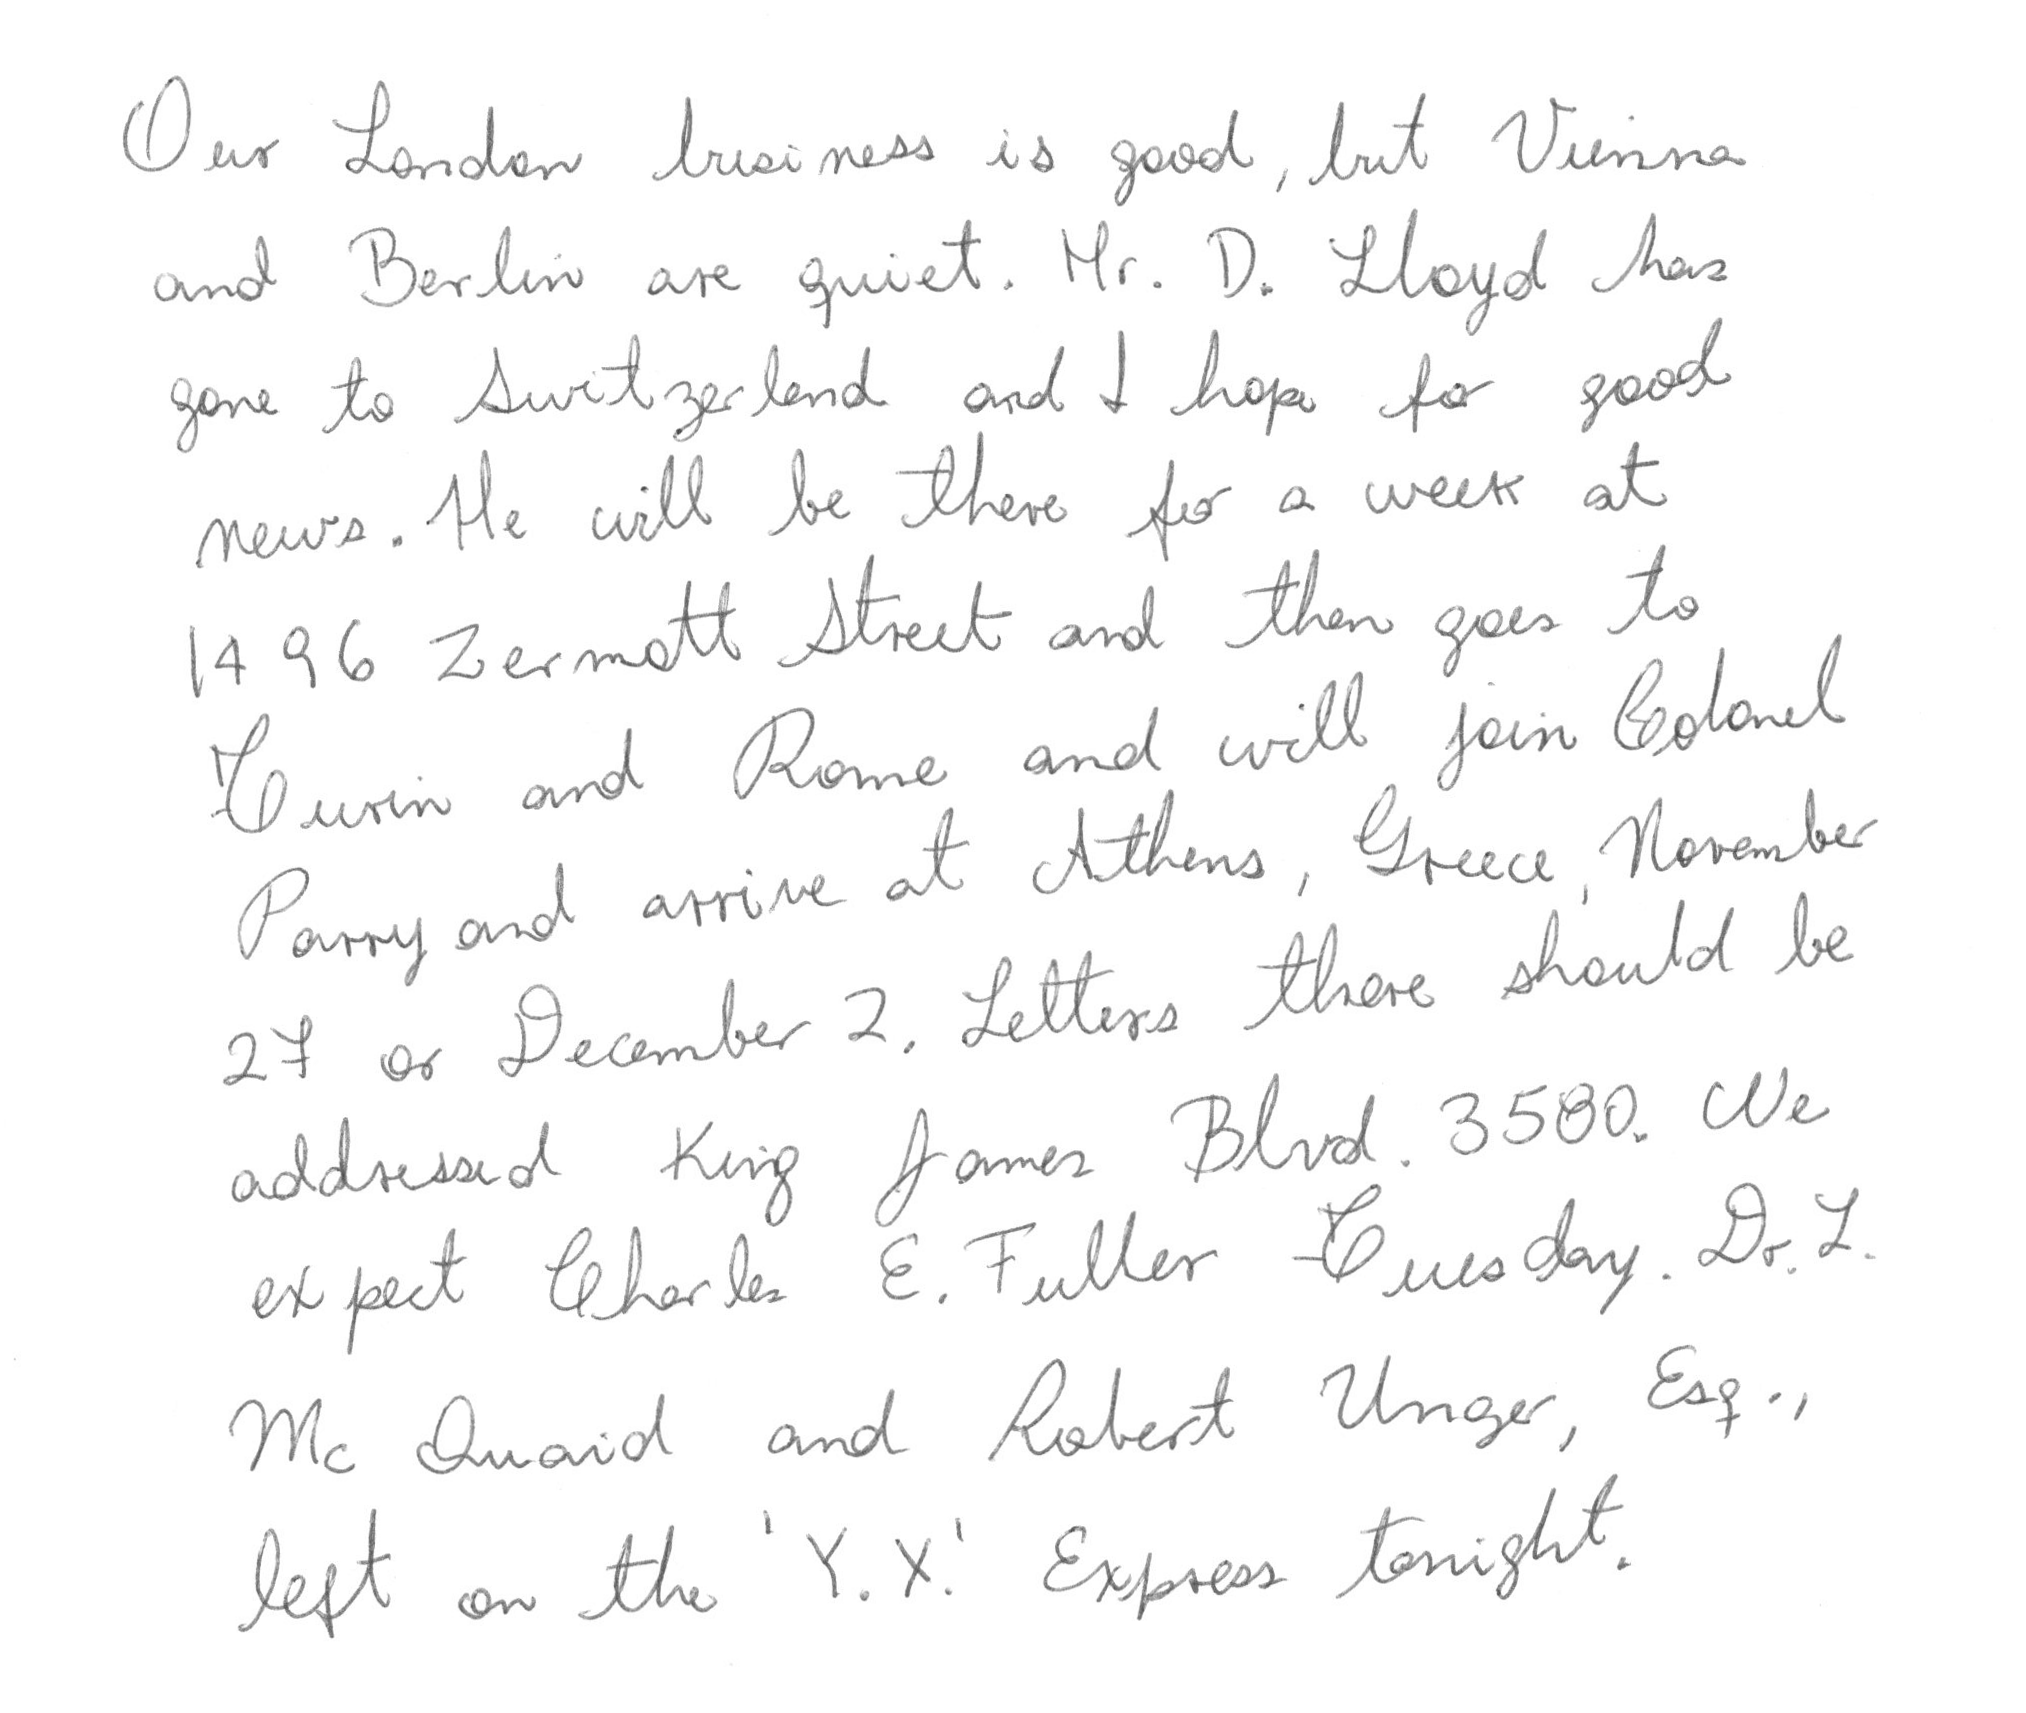 Our London business is good, but Vienna
and Berlin are quiet. Mr. D. Lloyd has
gone to Switzerland and I hope for good
news. He will be there for a week at
1496 Zermott Street and then goes to
Turin and Rome and will join Colonel
Parry and arrive at Athens, Greece, November
27 or December 2. Letters there should be
addressed King James Blvd. 3580. We
expect Charles E. Fuller Tuesday. Dr. L.
Mc Quaid and Robert Unger, Esq.,
left on the 'Y.X.' Express tonight.